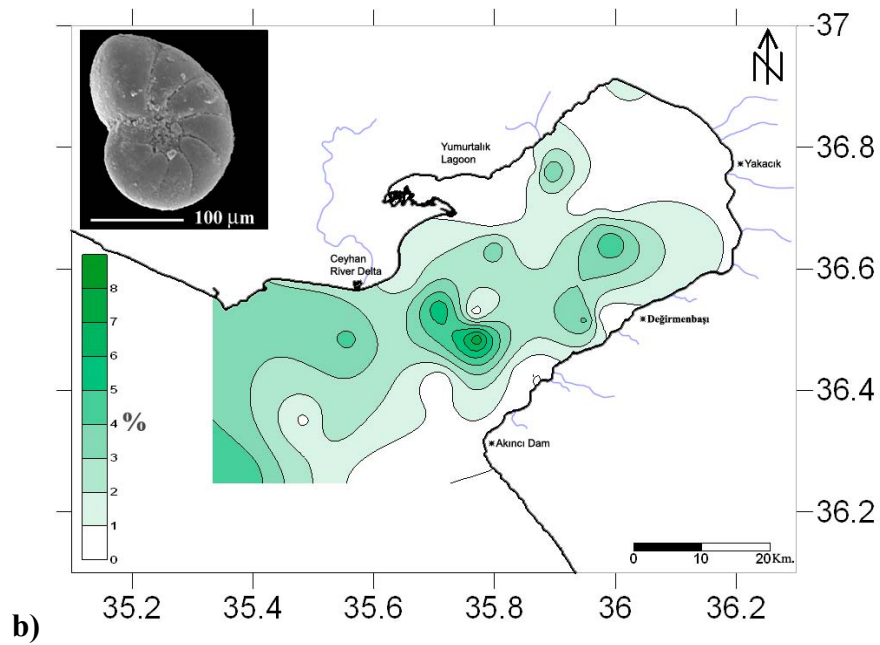 37
N
Yumurtalık
Lagoon
36.8
✶Yakacık
100 µm
Ceyhan
River Delta
36.6
8
✶Değirmenbaşı
7
6
5
36.4
4
%
✶Akıncı Dam
3
2
36.2
1
0
0 10 20Km.
35.2 35.4 35.6 35.8 36 36.2
b)